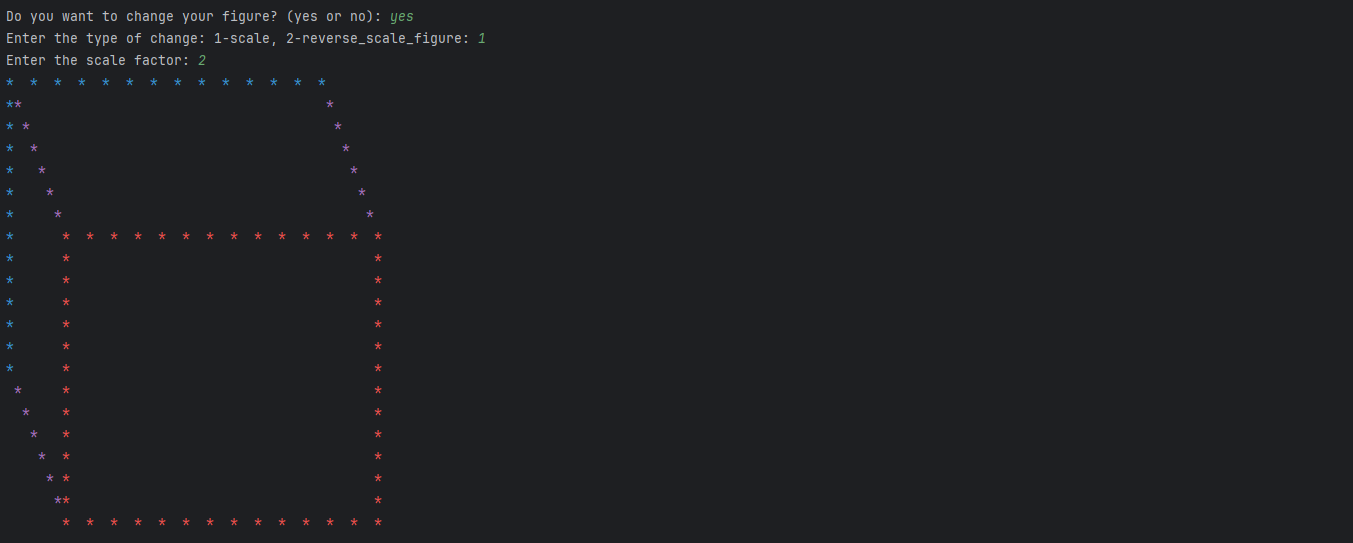 Do you want to change your figure? (yes or no): yes
Enter the type of change: 1-scale, 2-reverse_scale_figure: 1
Enter the scale factor: 2
*  *  *  *  *  *  *  *  *  *  *  *  *  *
**                                      *
* *                                      *
*  *                                      *
*   *                                      *
*    *                                      *
*     *                                      *
*      *  *  *  *  *  *  *  *  *  *  *  *  *  *
*      *                                      *
*      *                                      *
*      *                                      *
*      *                                      *
*      *                                      *
*      *                                      *
 *     *                                      *
  *    *                                      *
   *   *                                      *
    *  *                                      *
     * *                                      *
      **                                      *
       *  *  *  *  *  *  *  *  *  *  *  *  *  *